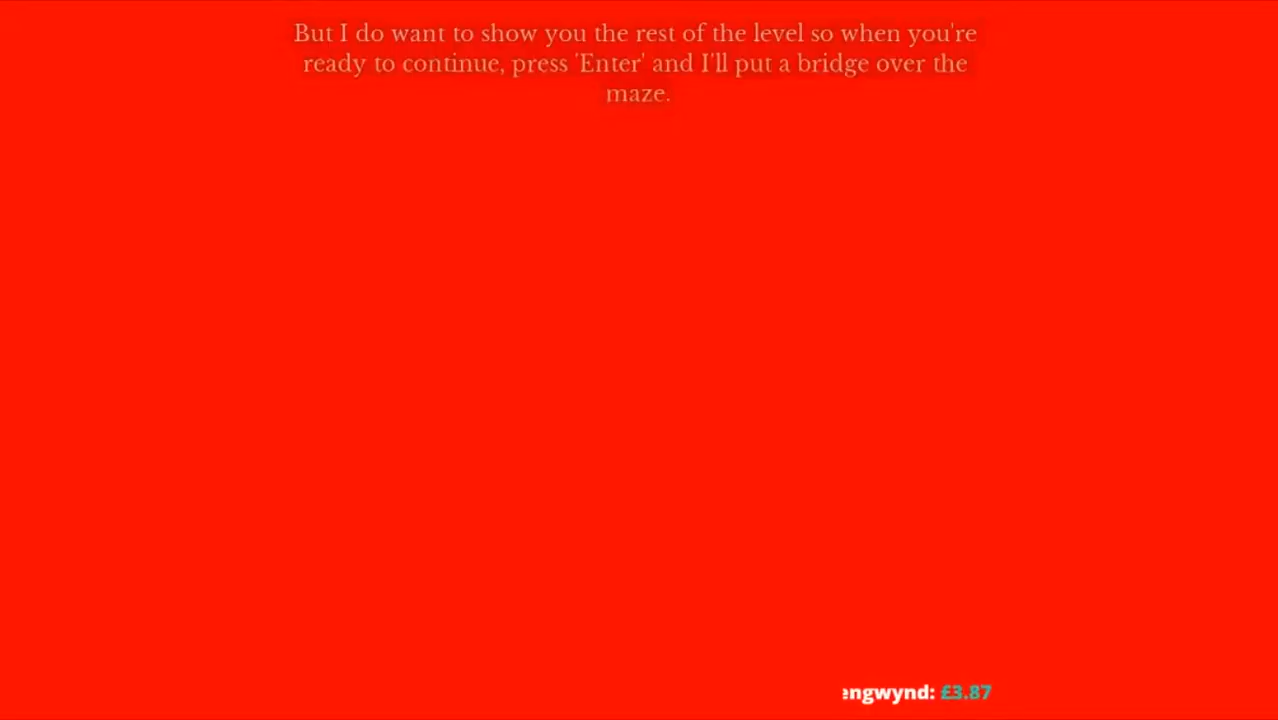 But I do want to show you the rest of the level so when you're
ready to continue, press 'Enter' and I'll put a bridge over the
maze.
engwynd: £3.87